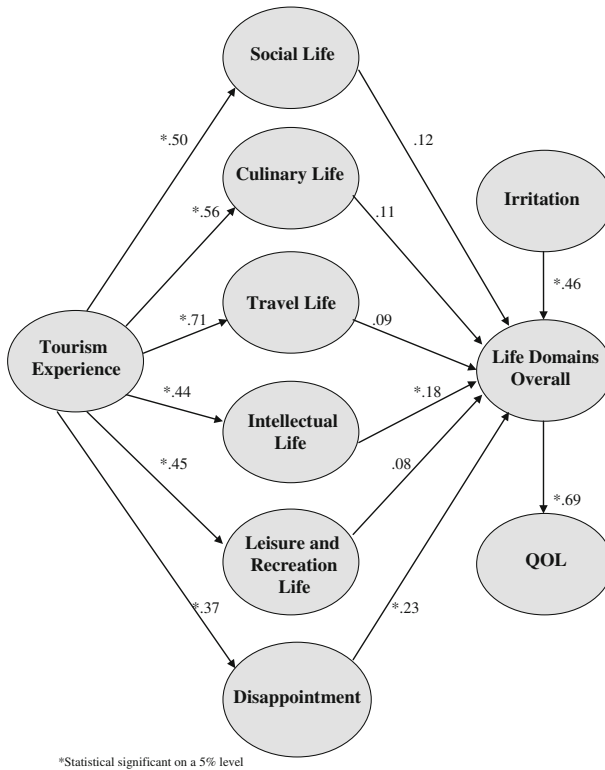 Social Life
*.50
.12
Culinary Life
*.56
.11
Irritation
*.46
Travel Life
*.71
.09
Tourism
Experience
Life Domains
Overall
*.44
*.18
Intellectual
Life
*.45
.08
*.69
Leisure and
Recreation
Life
QOL
*.37
*.23
Disappointment
*Statistical significant on a 5% level